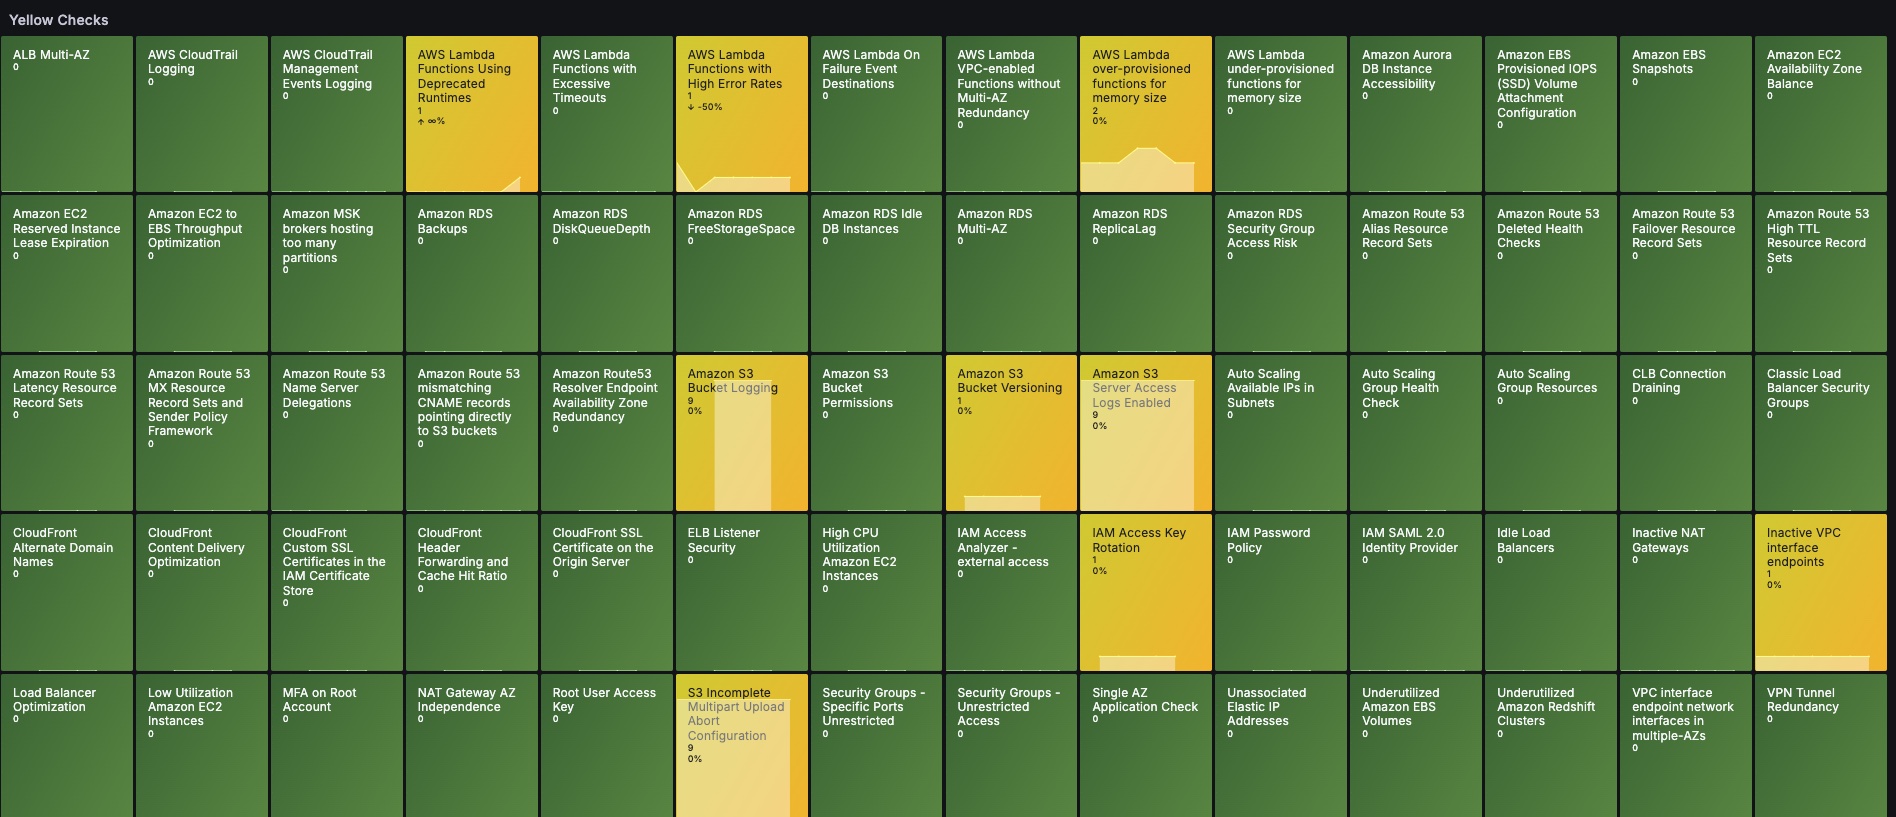 Yellow Checks
ALB Multi-AZ
0
AWS CloudTrail
Logging
0
AWS CloudTrail
Management
Events Logging
0
AWS Lambda
Functions Using
Deprecated
Runtimes
1
↑ ∞%
AWS Lambda
Functions with
Excessive
Timeouts
0
AWS Lambda
Functions with
High Error Rates
1
↓ -50%
AWS Lambda On
Failure Event
Destinations
0
AWS Lambda
VPC-enabled
Functions without
Multi-AZ
Redundancy
0
AWS Lambda
over-provisioned
functions for
memory size
2
0%
AWS Lambda
under-provisioned
functions for
memory size
0
Amazon Aurora
DB Instance
Accessibility
0
Amazon EBS
Provisioned IOPS
(SSD) Volume
Attachment
Configuration
0
Amazon EBS
Snapshots
0
Amazon EC2
Availability Zone
Balance
0
Amazon EC2
Reserved Instance
Lease Expiration
0
Amazon EC2 to
EBS Throughput
Optimization
0
Amazon MSK
brokers hosting
too many
partitions
0
Amazon RDS
Backups
0
Amazon RDS
DiskQueueDepth
0
Amazon RDS
FreeStorageSpace
0
Amazon RDS Idle
DB Instances
0
Amazon RDS
Multi-AZ
0
Amazon RDS
ReplicaLag
0
Amazon RDS
Security Group
Access Risk
0
Amazon Route 53
Alias Resource
Record Sets
0
Amazon Route 53
Deleted Health
Checks
0
Amazon Route 53
Failover Resource
Record Sets
0
Amazon Route 53
High TTL
Resource Record
Sets
0
Amazon Route 53
Latency Resource
Record Sets
0
Amazon Route 53
MX Resource
Record Sets and
Sender Policy
Framework
0
Amazon Route 53
Name Server
Delegations
0
Amazon Route 53
mismatching
CNAME records
pointing directly
to S3 buckets
0
Amazon Route53
Resolver Endpoint
Availability Zone
Redundancy
0
Amazon S3
Bucket Logging
9
0%
Amazon S3
Bucket
Permissions
0
Amazon S3
Bucket Versioning
1
0%
Amazon S3
Server Access
Logs Enabled
9
0%
Auto Scaling
Available IPs in
Subnets
0
Auto Scaling
Group Health
Check
0
Auto Scaling
Group Resources
0
CLB Connection
Draining
0
Classic Load
Balancer Security
Groups
0
CloudFront
Alternate Domain
Names
0
CloudFront
Content Delivery
Optimization
0
CloudFront
Custom SSL
Certificates in the
IAM Certificate
Store
0
CloudFront
Header
Forwarding and
Cache Hit Ratio
0
CloudFront SSL
Certificate on the
Origin Server
0
ELB Listener
Security
0
High CPU
Utilization
Amazon EC2
Instances
0
IAM Access
Analyzer -
external access
0
IAM Access Key
Rotation
1
0%
IAM Password
Policy
0
IAM SAML 2.0
Identity Provider
0
Idle Load
Balancers
0
Inactive NAT
Gateways
0
Inactive VPC
interface
endpoints
1
0%
Load Balancer
Optimization
0
Low Utilization
Amazon EC2
Instances
0
MFA on Root
Account
0
NAT Gateway AZ
Independence
0
Root User Access
Key
0
S3 Incomplete
Multipart Upload
Abort
Configuration
9
0%
Security Groups -
Specific Ports
Unrestricted
0
Security Groups -
Unrestricted
Access
0
Single AZ
Application Check
0
Unassociated
Elastic IP
Addresses
0
Underutilized
Amazon EBS
Volumes
0
Underutilized
Amazon Redshift
Clusters
0
VPC interface
endpoint network
interfaces in
multiple-AZs
0
VPN Tunnel
Redundancy
0